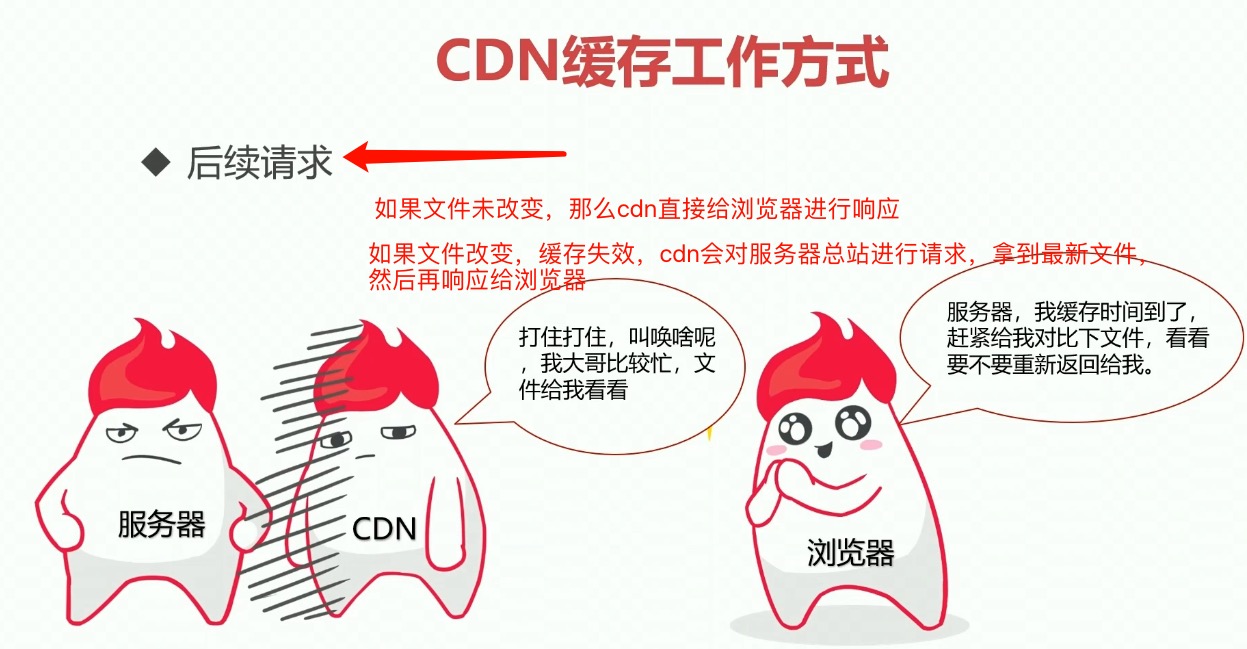 CDN缓存工作方式
◆ 后续请求
如果文件未改变，那么cdn直接给浏览器进行响应
如果文件改变，缓存失效，cdn会对服务器总站进行请求，拿到最新文件，
然后再响应给浏览器
打住打住，叫唤啥呢
，我大哥比较忙，文
件给我看看
服务器，我缓存时间到了，
赶紧给我对比下文件，看看
要不要重新返回给我。
服务器
CDN
浏览器